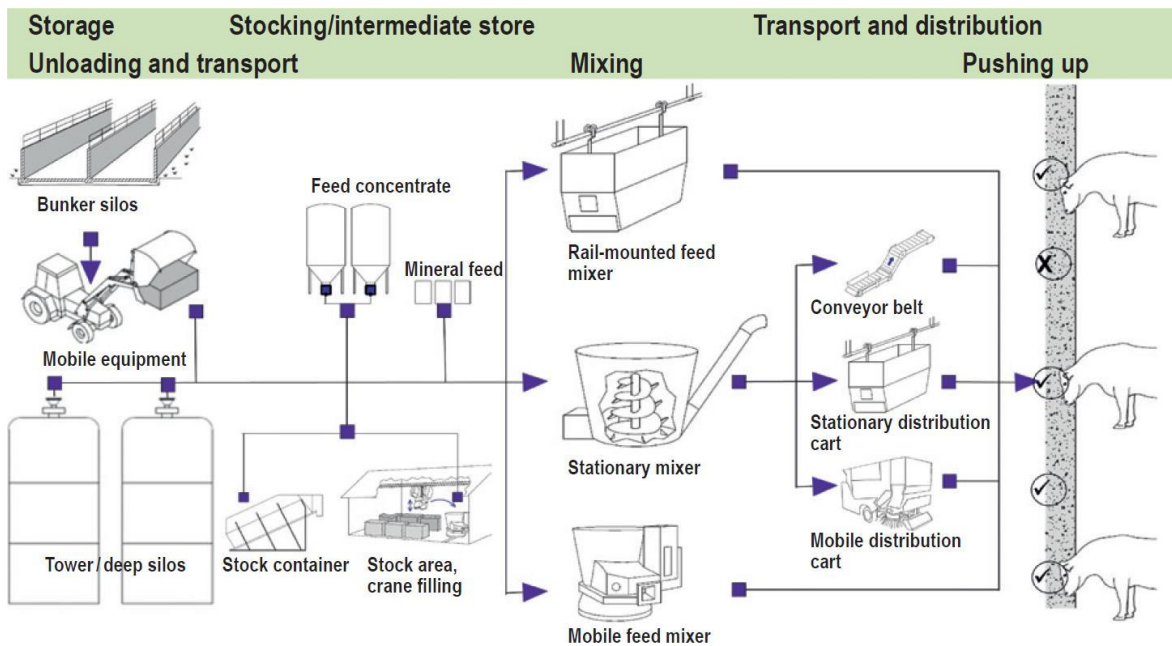 Storage
Stocking/intermediate store
Transport and distribution
Unloading and transport
Mixing
Pushing up
Bunker silos
Feed concentrate
Mineral feed
Rail-mounted feed
mixer
Conveyor belt
Mobile equipment
Stationary distribution
cart
Stationary mixer
Mobile distribution
cart
Tower/deep silos
Stock container
Stock area,
crane filling
Mobile feed mixer